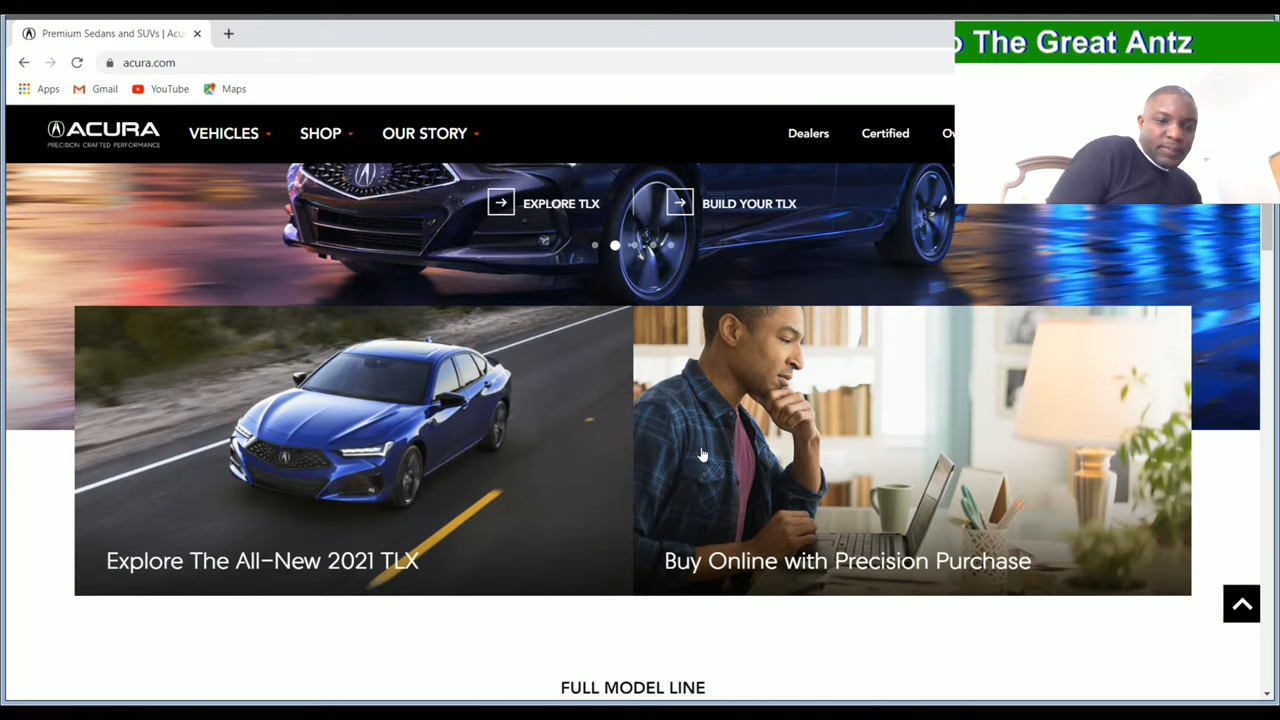 Premium Sedans and SUVs | Acu
The Great Antz
acura.com
Apps Gmail YouTube Maps
ACURA
PRECISION CRAFTED PERFORMANCE
VEHICLES SHOP OUR STORY Dealers Certified
EXPLORE TLX BUILD YOUR TLX
Explore The All-New 2021 TLX
Buy Online with Precision Purchase
FULL MODEL LINE